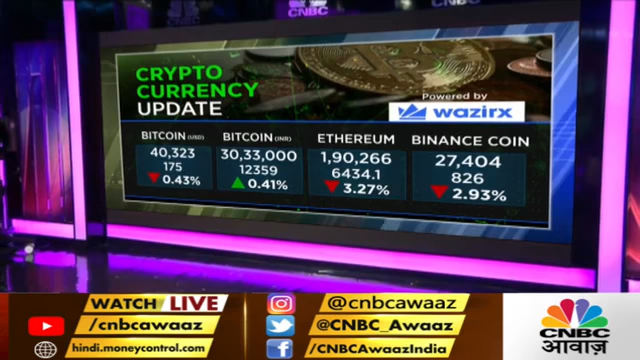 CNBC
CNBC
CRYPTO
CURRENCY
UPDATE
Powered by
wazirx
BITCOIN (USD)
40,323
175
0.43%
BITCOIN (INR)
30,33,000
12359
0.41%
ETHEREUM
1,90,266
6434.1
3.27%
BINANCE COIN
27,404
826
2.93%
WATCH LIVE
/cnbcawaaz
hindi.moneycontrol.com
@cnbcawaaz
@CNBC_Awaaz
/CNBCAwaazIndia
CNBC
आवाज़